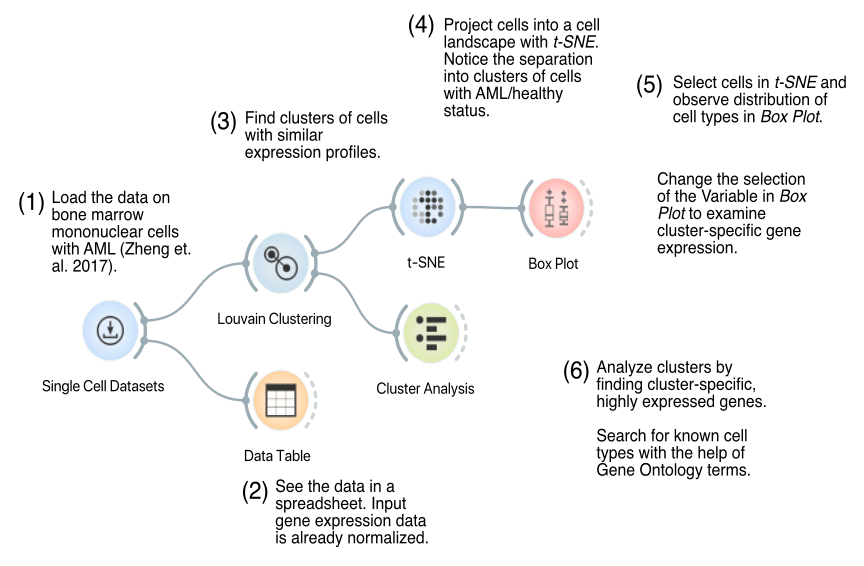 (4) Project cells into a cell
landscape with t-SNE.
Notice the separation
into clusters of cells
with AML/healthy
status.
(5) Select cells in t-SNE and
observe distribution of
cell types in Box Plot.
Change the selection
of the Variable in Box
Plot to examine
cluster-specific gene
expression.
(3) Find clusters of cells
with similar
expression profiles.
(1) Load the data on
bone marrow
mononuclear cells
with AML (Zheng et.
al. 2017).
t-SNE
Box Plot
Louvain Clustering
Single Cell Datasets
Cluster Analysis
Data Table
(6) Analyze clusters by
finding cluster-specific,
highly expressed genes.
Search for known cell
types with the help of
Gene Ontology terms.
(2) See the data in a
spreadsheet. Input
gene expression data
is already normalized.